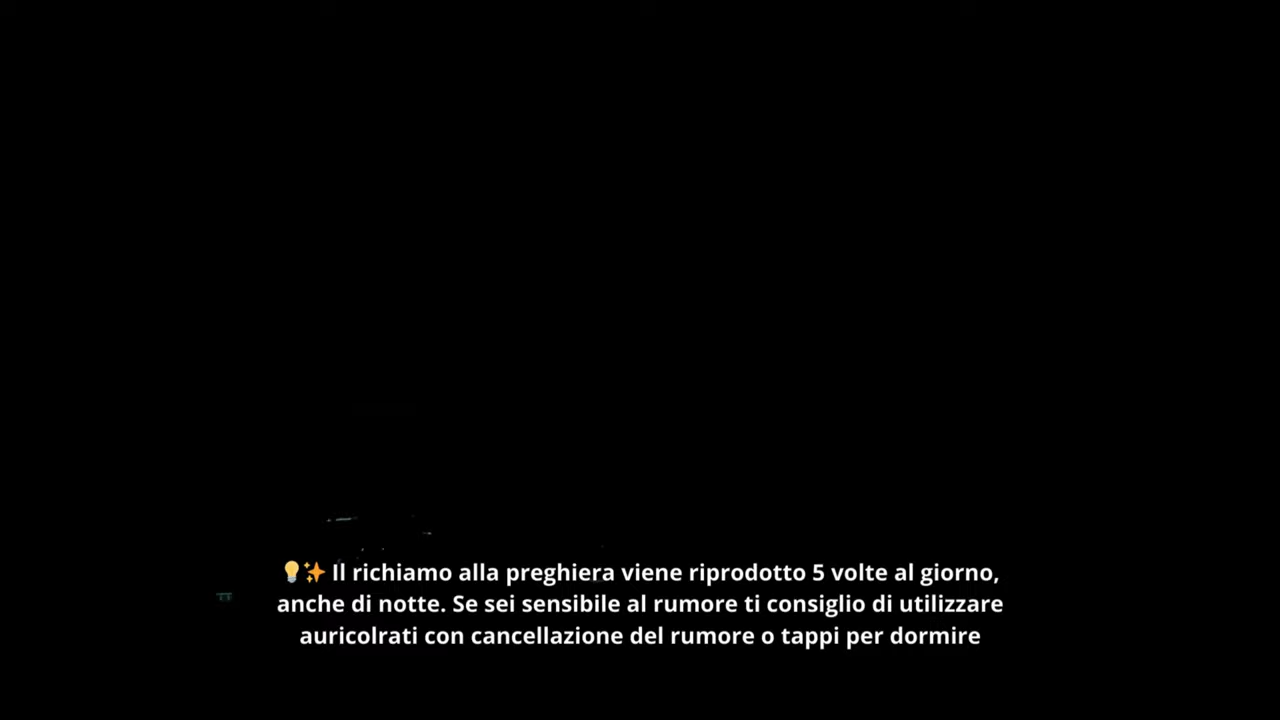 💡✨ Il richiamo alla preghiera viene riprodotto 5 volte al giorno,
anche di notte. Se sei sensibile al rumore ti consiglio di utilizzare
auricolrati con cancellazione del rumore o tappi per dormire